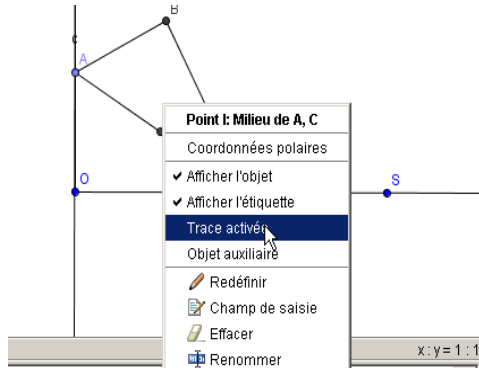 B
c
A
Point I: Milieu de A, C
Coordonnées polaires
O
Afficher l'objet
S
Afficher l'étiquette
Trace activée
Objet auxiliaire
Redéfinir
Champ de saisie
Effacer
x : y = 1 : 1
Renommer